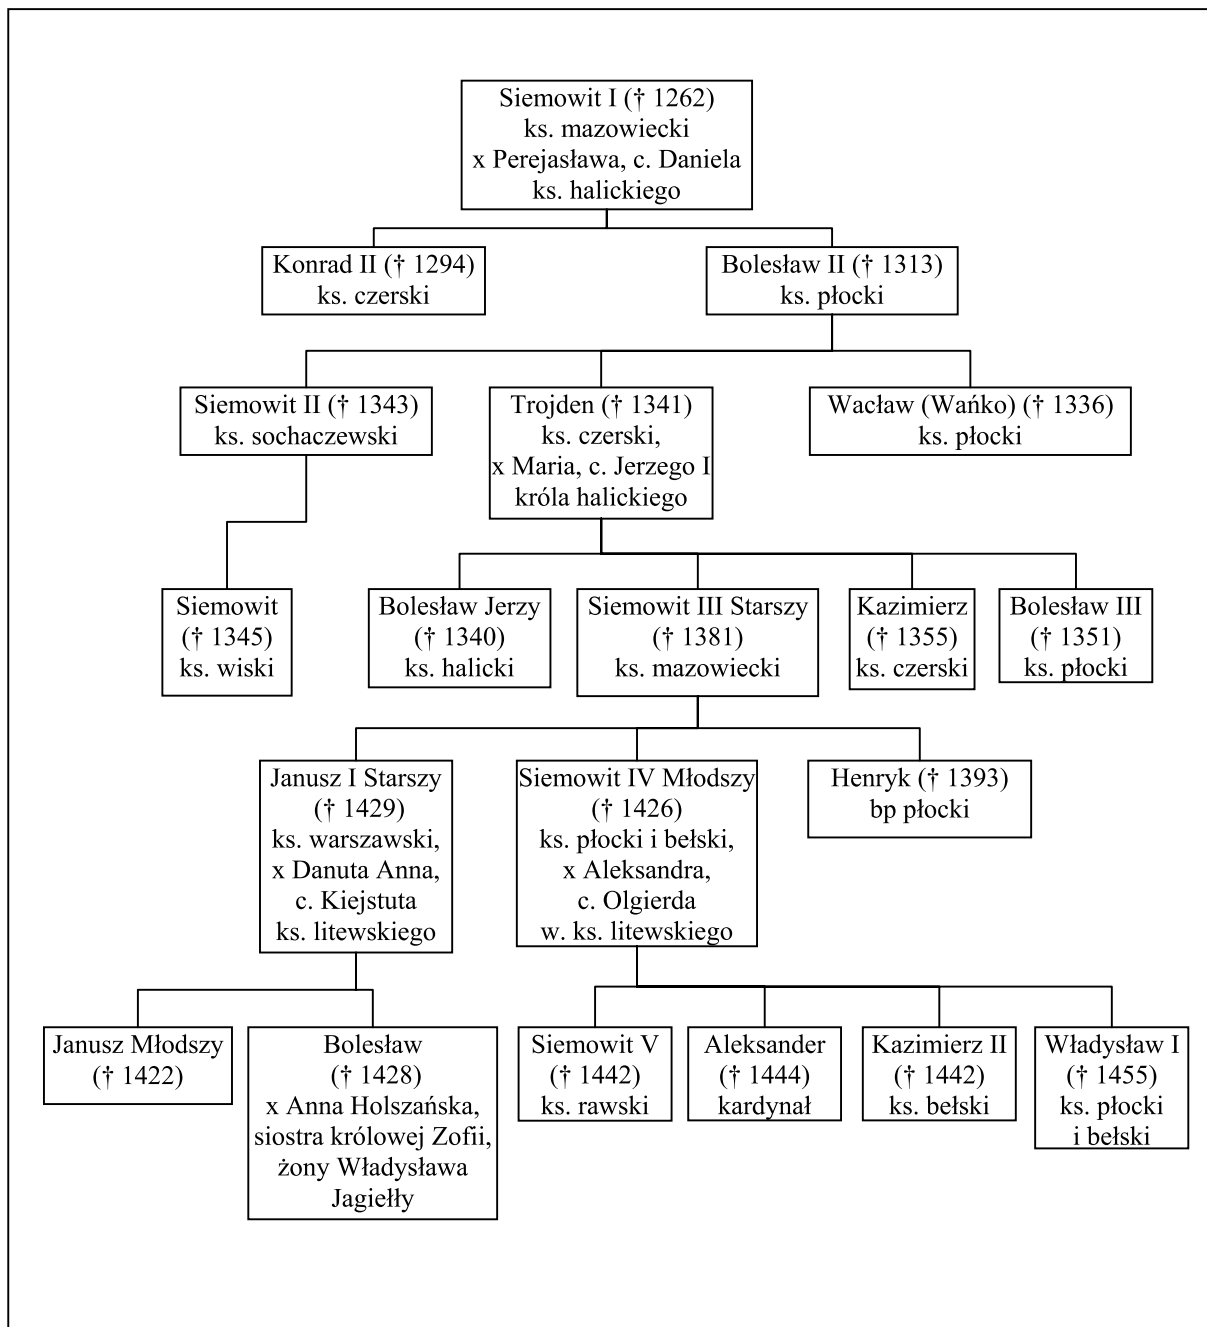 Siemowit I († 1262)
ks. mazowiecki
x Perejasława, c. Daniela
ks. halickiego
Konrad II († 1294)
ks. czerski
Bolesław II († 1313)
ks. płocki
Siemowit II († 1343)
ks. sochaczewski
Trojden († 1341)
ks. czerski,
x Maria, c. Jerzego I
króla halickiego
Wacław (Wańko) († 1336)
ks. płocki
Siemowit
(† 1345)
ks. wiski
Bolesław Jerzy
(† 1340)
ks. halicki
Siemowit III Starszy
(† 1381)
ks. mazowiecki
Kazimierz
(† 1355)
ks. czerski
Bolesław III
(† 1351)
ks. płocki
Janusz I Starszy
(† 1429)
ks. warszawski,
x Danuta Anna,
c. Kiejstuta
ks. litewskiego
Siemowit IV Młodszy
(† 1426)
ks. płocki i bełski,
x Aleksandra,
c. Olgierda
w. ks. litewskiego
Henryk († 1393)
bp płocki
Janusz Młodszy
(† 1422)
Bolesław
(† 1428)
x Anna Holszańska,
siostra królowej Zofii,
żony Władysława
Jagiełły
Siemowit V
(† 1442)
ks. rawski
Aleksander
(† 1444)
kardynał
Kazimierz II
(† 1442)
ks. bełski
Władysław I
(† 1455)
ks. płocki
i bełski